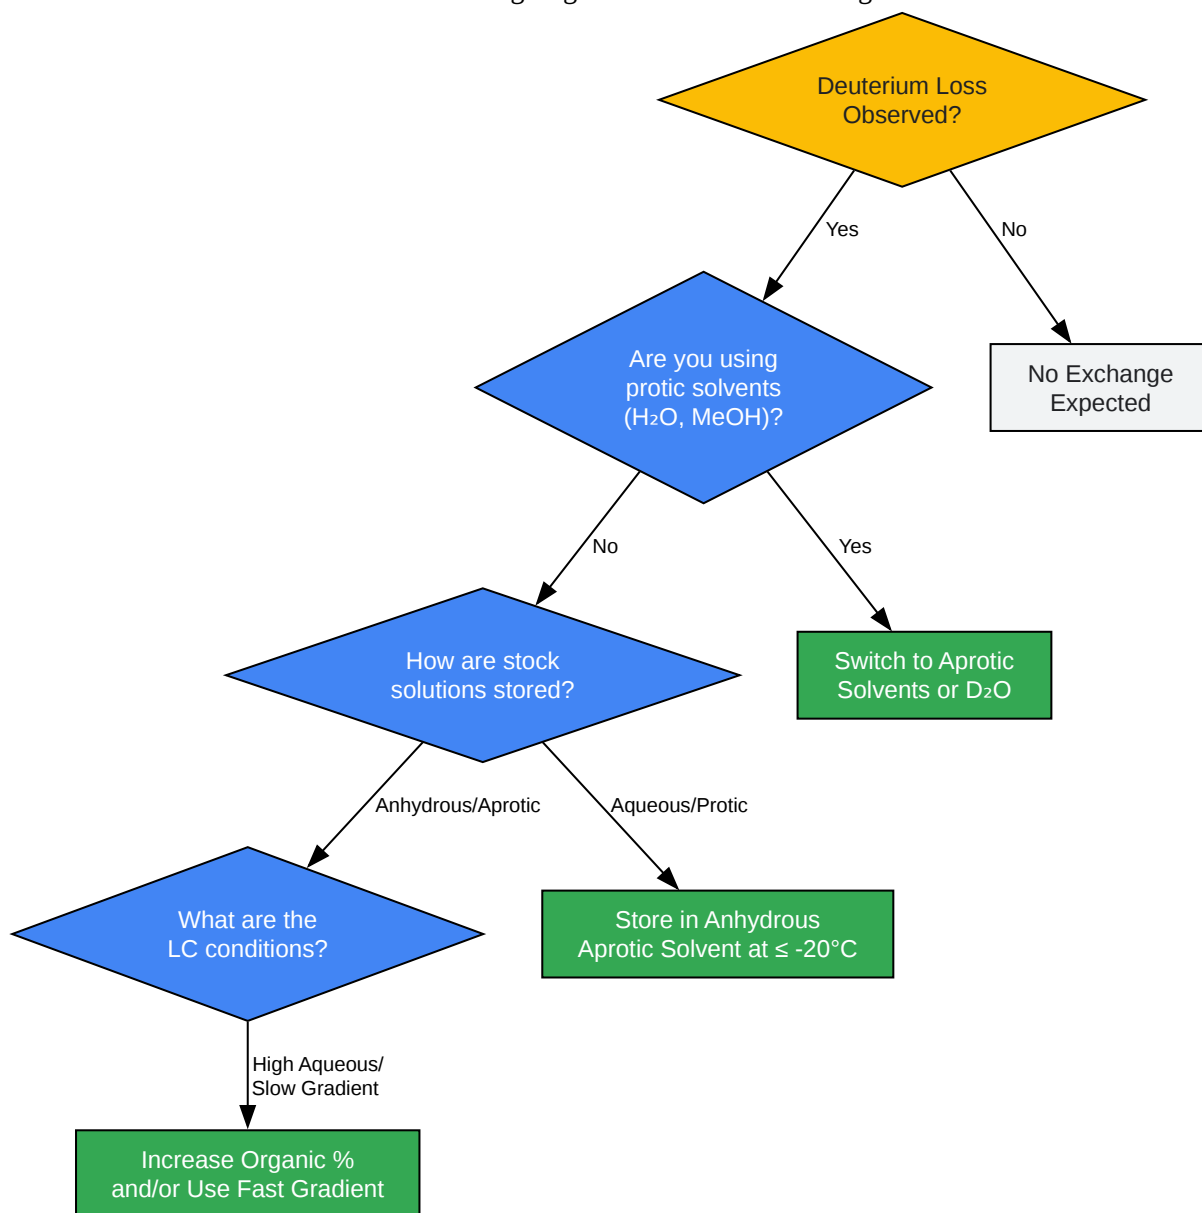 Deuterium Loss
Observed?
Yes
No
Are you using
protic solvents
(H₂O, MeOH)?
No Exchange
Expected
No
Yes
How are stock
solutions stored?
Switch to Aprotic
Solvents or D₂O
Anhydrous/Aprotic
Aqueous/Protic
What are the
LC conditions?
Store in Anhydrous
Aprotic Solvent at ≤ -20°C
High Aqueous/
Slow Gradient
Increase Organic %
and/or Use Fast Gradient